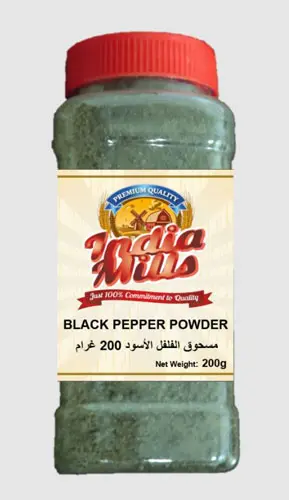 PREMIUM QUALITY
India
Mills
Just 100% Commitment to Quality
BLACK PEPPER POWDER
مسحوق الفلفل الأسود 200 غرام
Net Weight: 200g